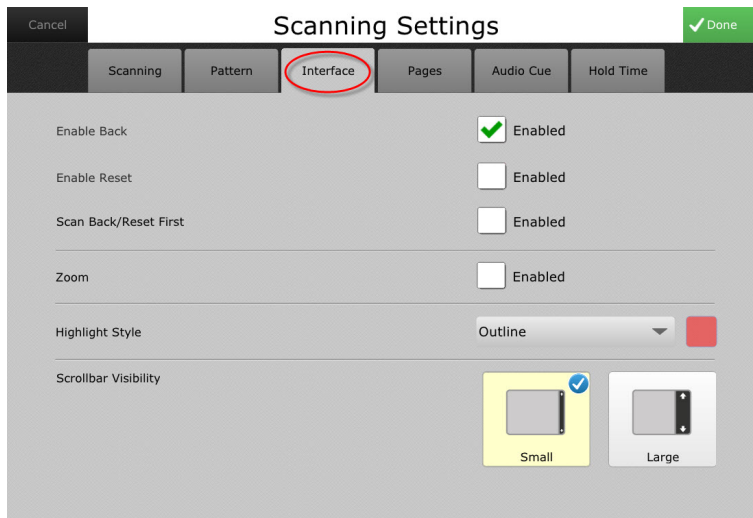 Cancel Scanning Settings Done
Scanning Pattern Interface Pages Audio Cue Hold Time
Enable Back Enabled
Enable Reset Enabled
Scan Back/Reset First Enabled
Zoom Enabled
Highlight Style Outline
Scrollbar Visibility
Small Large